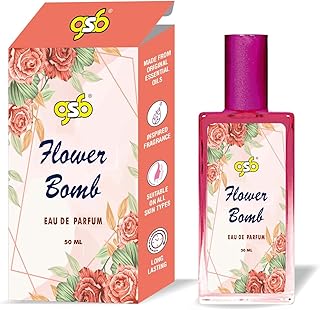 gsb
Flower
Bomb
EAU DE PARFUM
50 ML
MADE FROM
ORIGINAL
ESSENTIAL
OILS
INSPIRED
FRAGRANCE
SUITABLE
ON ALL
SKIN TYPES
LONG
LASTING
gsb
Flower
Bomb
EAU DE PARFUM
50 ML